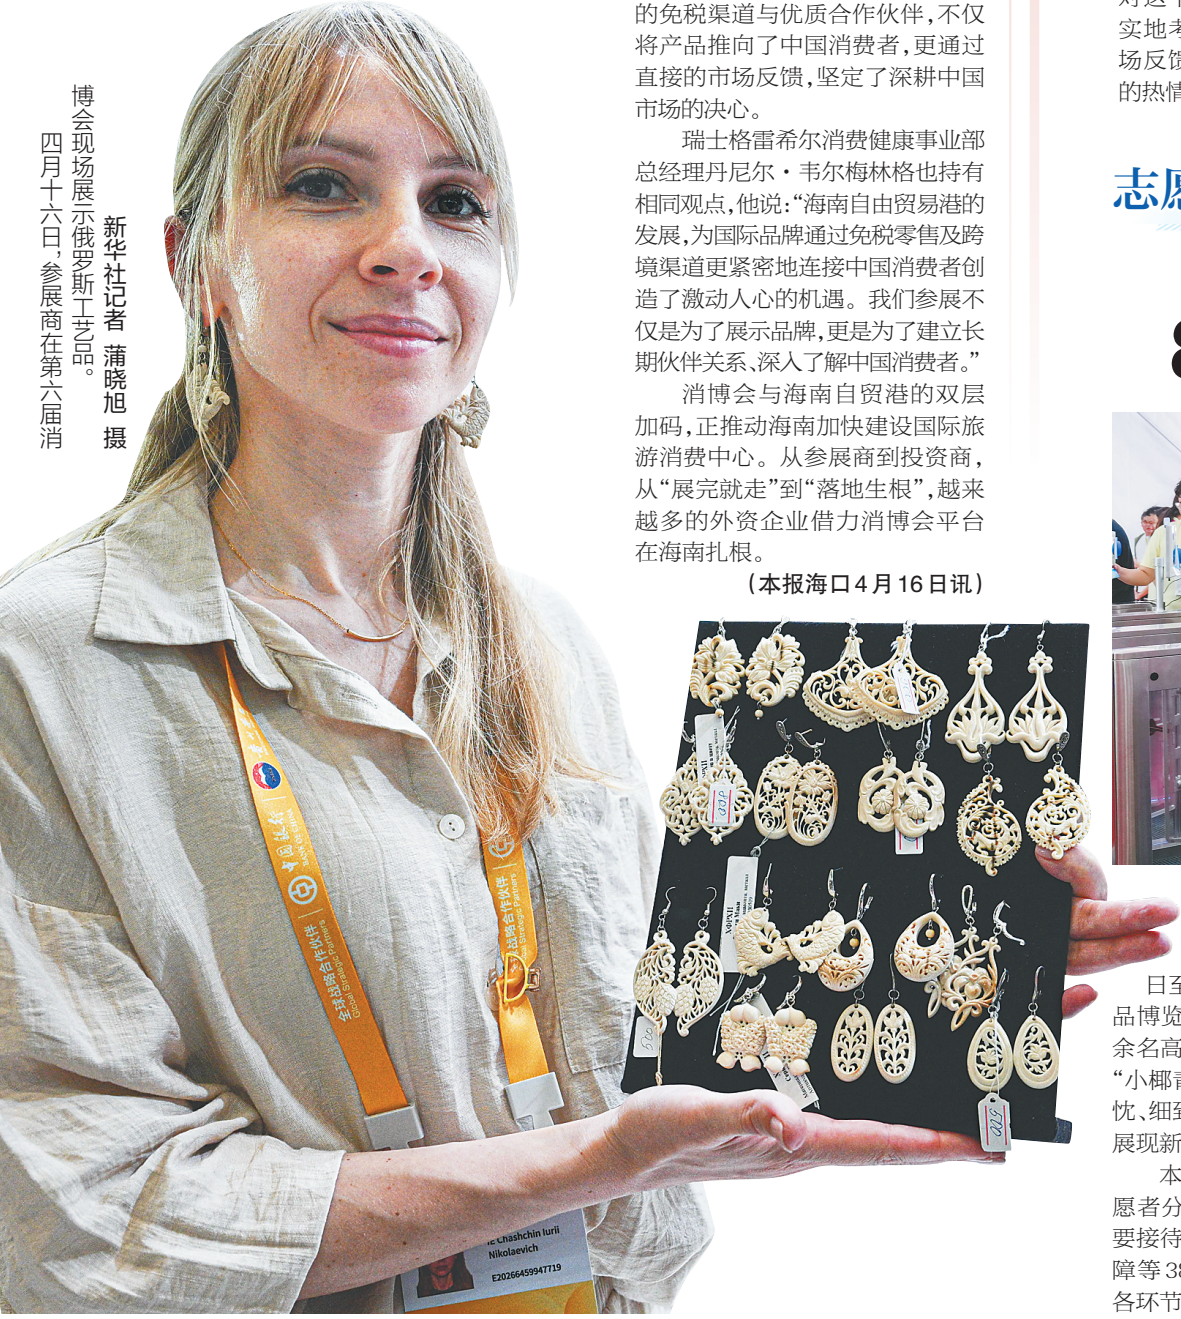 四月十六日，参展商在第六届消
博会现场展示俄罗斯工艺品。
新华社记者 蒲晓旭 摄
的免税渠道与优质合作伙伴，不仅
将产品推向了中国消费者，更通过
直接的市场反馈，坚定了深耕中国
市场的决心。
瑞士格雷希尔消费健康事业部
总经理丹尼尔·韦尔梅林格也持有
相同观点，他说：“海南自由贸易港的
发展，为国际品牌通过免税零售及跨
境渠道更紧密地连接中国消费者创
造了激动人心的机遇。我们参展不
仅是为了展示品牌，更是为了建立长
期伙伴关系、深入了解中国消费者。”
消博会与海南自贸港的双层
加码，正推动海南加快建设国际旅
游消费中心。从参展商到投资商，
从“展完就走”到“落地生根”，越来
越多的外资企业借力消博会平台
在海南扎根。
（本报海口4月16日讯）
实地考
场反馈
的热情
志愿
日至
品博览
余名高
“小椰青
忧、细到
展现新
本
愿者分
要接待
障等38
各环节
中国银行
BANK OF CHINA
全球战略合作伙伴
Global Strategic Partners
战略合作伙伴
Strategic Partners
Chashchin Iurii
Nikolaevich
E20266459947719
500
500